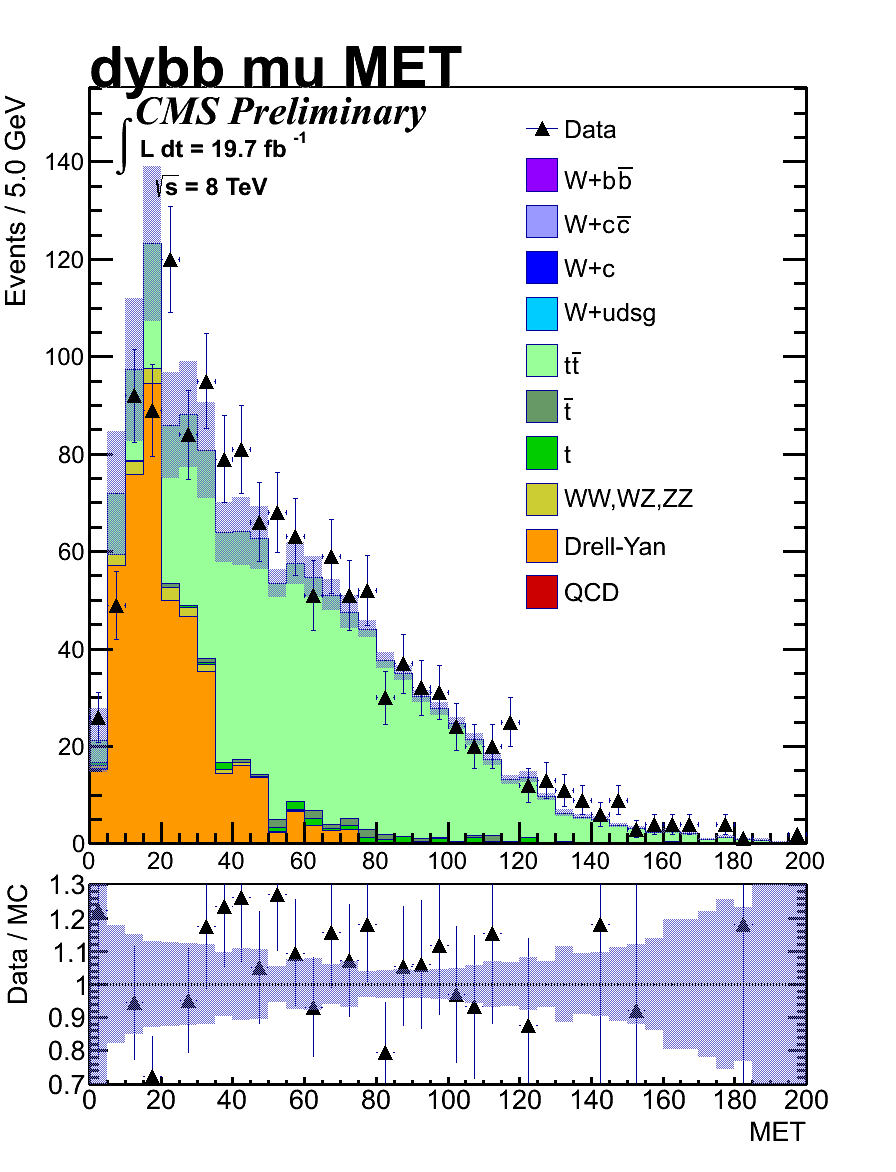 dybb mu MET
CMS Preliminary
∫ L dt = 19.7 fb⁻¹
√s = 8 TeV
Events / 5.0 GeV
140
120
100
80
60
40
20
0
Data
W+bb̅
W+cc̅
W+c
W+udsg
tt̅
t̅
t
WW,WZ,ZZ
Drell-Yan
QCD
0 20 40 60 80 100 120 140 160 180 200
Data / MC
1.3
1.2
1.1
1
0.9
0.8
0.7
0 20 40 60 80 100 120 140 160 180 200
MET